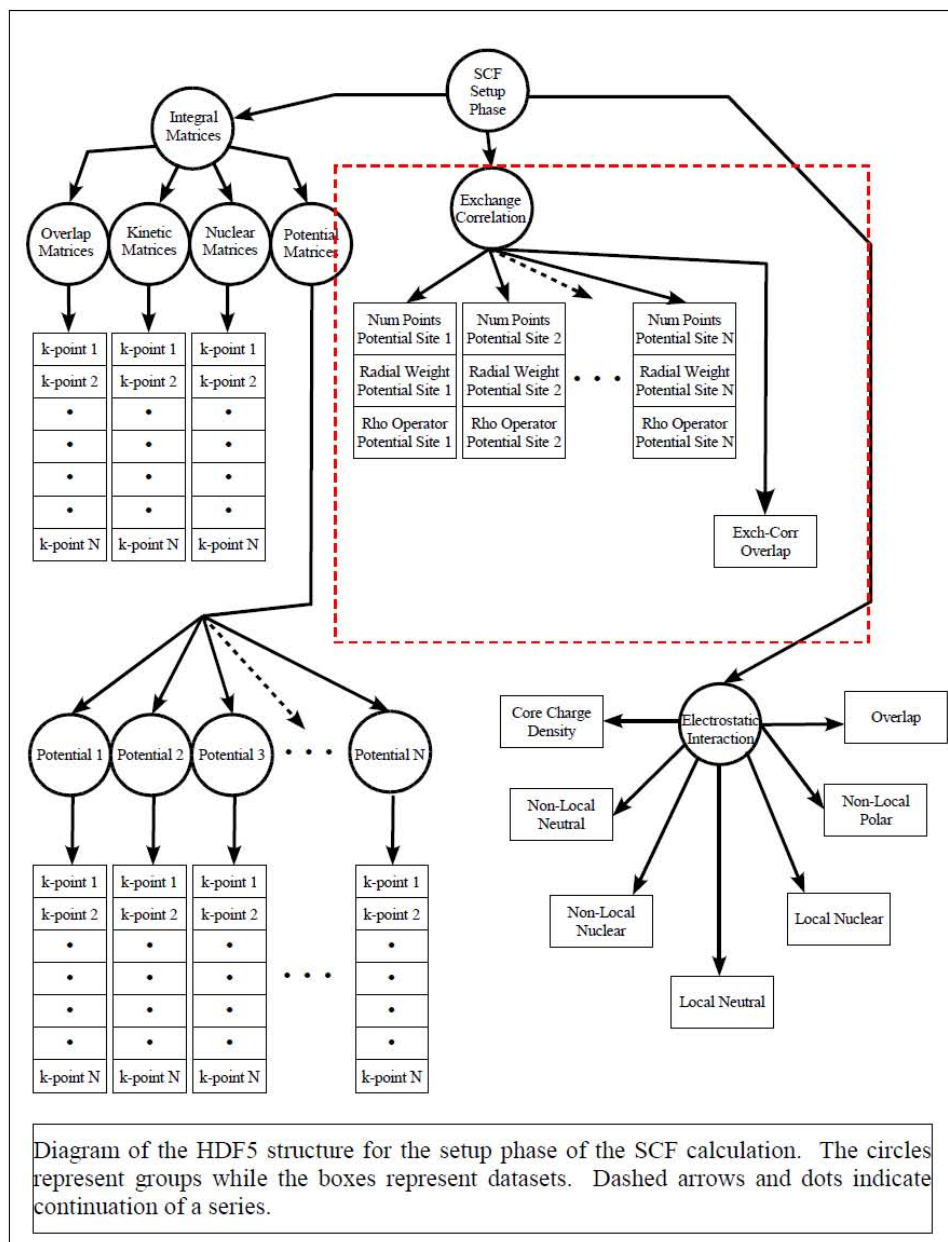 SCF
Setup
Phase
Integral
Matrices
Exchange
Correlation
Overlap
Matrices
Kinetic
Matrices
Nuclear
Matrices
Potential
Matrices
Num Points
Potential Site 1
Num Points
Potential Site 2
Num Points
Potential Site N
Radial Weight
Potential Site 1
Radial Weight
Potential Site 2
• • •
Radial Weight
Potential Site N
Rho Operator
Potential Site 1
Rho Operator
Potential Site 2
Rho Operator
Potential Site N
k-point 1
k-point 1
k-point 1
k-point 2
k-point 2
k-point 2
k-point N
k-point N
k-point N
Exch-Corr
Overlap
Potential 1
Potential 2
Potential 3
• • •
Potential N
Core Charge
Density
Electrostatic
Interaction
Overlap
Non-Local
Neutral
Non-Local
Polar
Non-Local
Nuclear
Local Nuclear
Local Neutral
k-point 1
k-point 1
k-point 1
k-point 1
k-point 2
k-point 2
k-point 2
k-point 2
• • •
k-point N
k-point N
k-point N
k-point N
Diagram of the HDF5 structure for the setup phase of the SCF calculation. The circles
represent groups while the boxes represent datasets. Dashed arrows and dots indicate
continuation of a series.